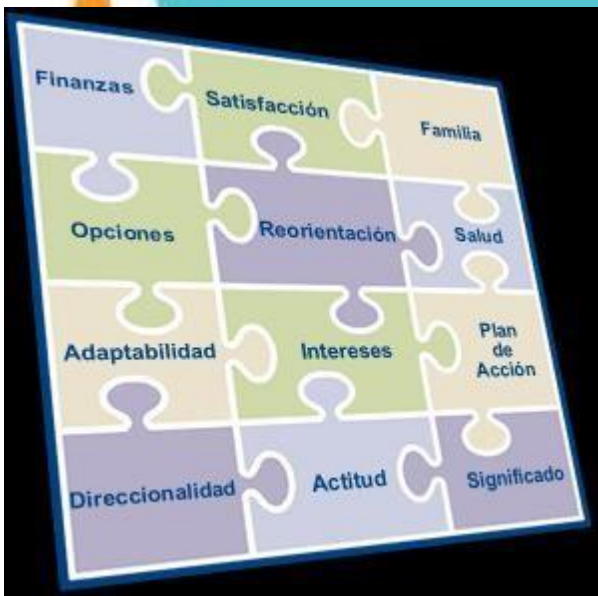 Finanzas
Satisfacción
Familia
Opciones
Reorientación
Salud
Adaptabilidad
Intereses
Plan
de
Acción
Direccionalidad
Actitud
Significado